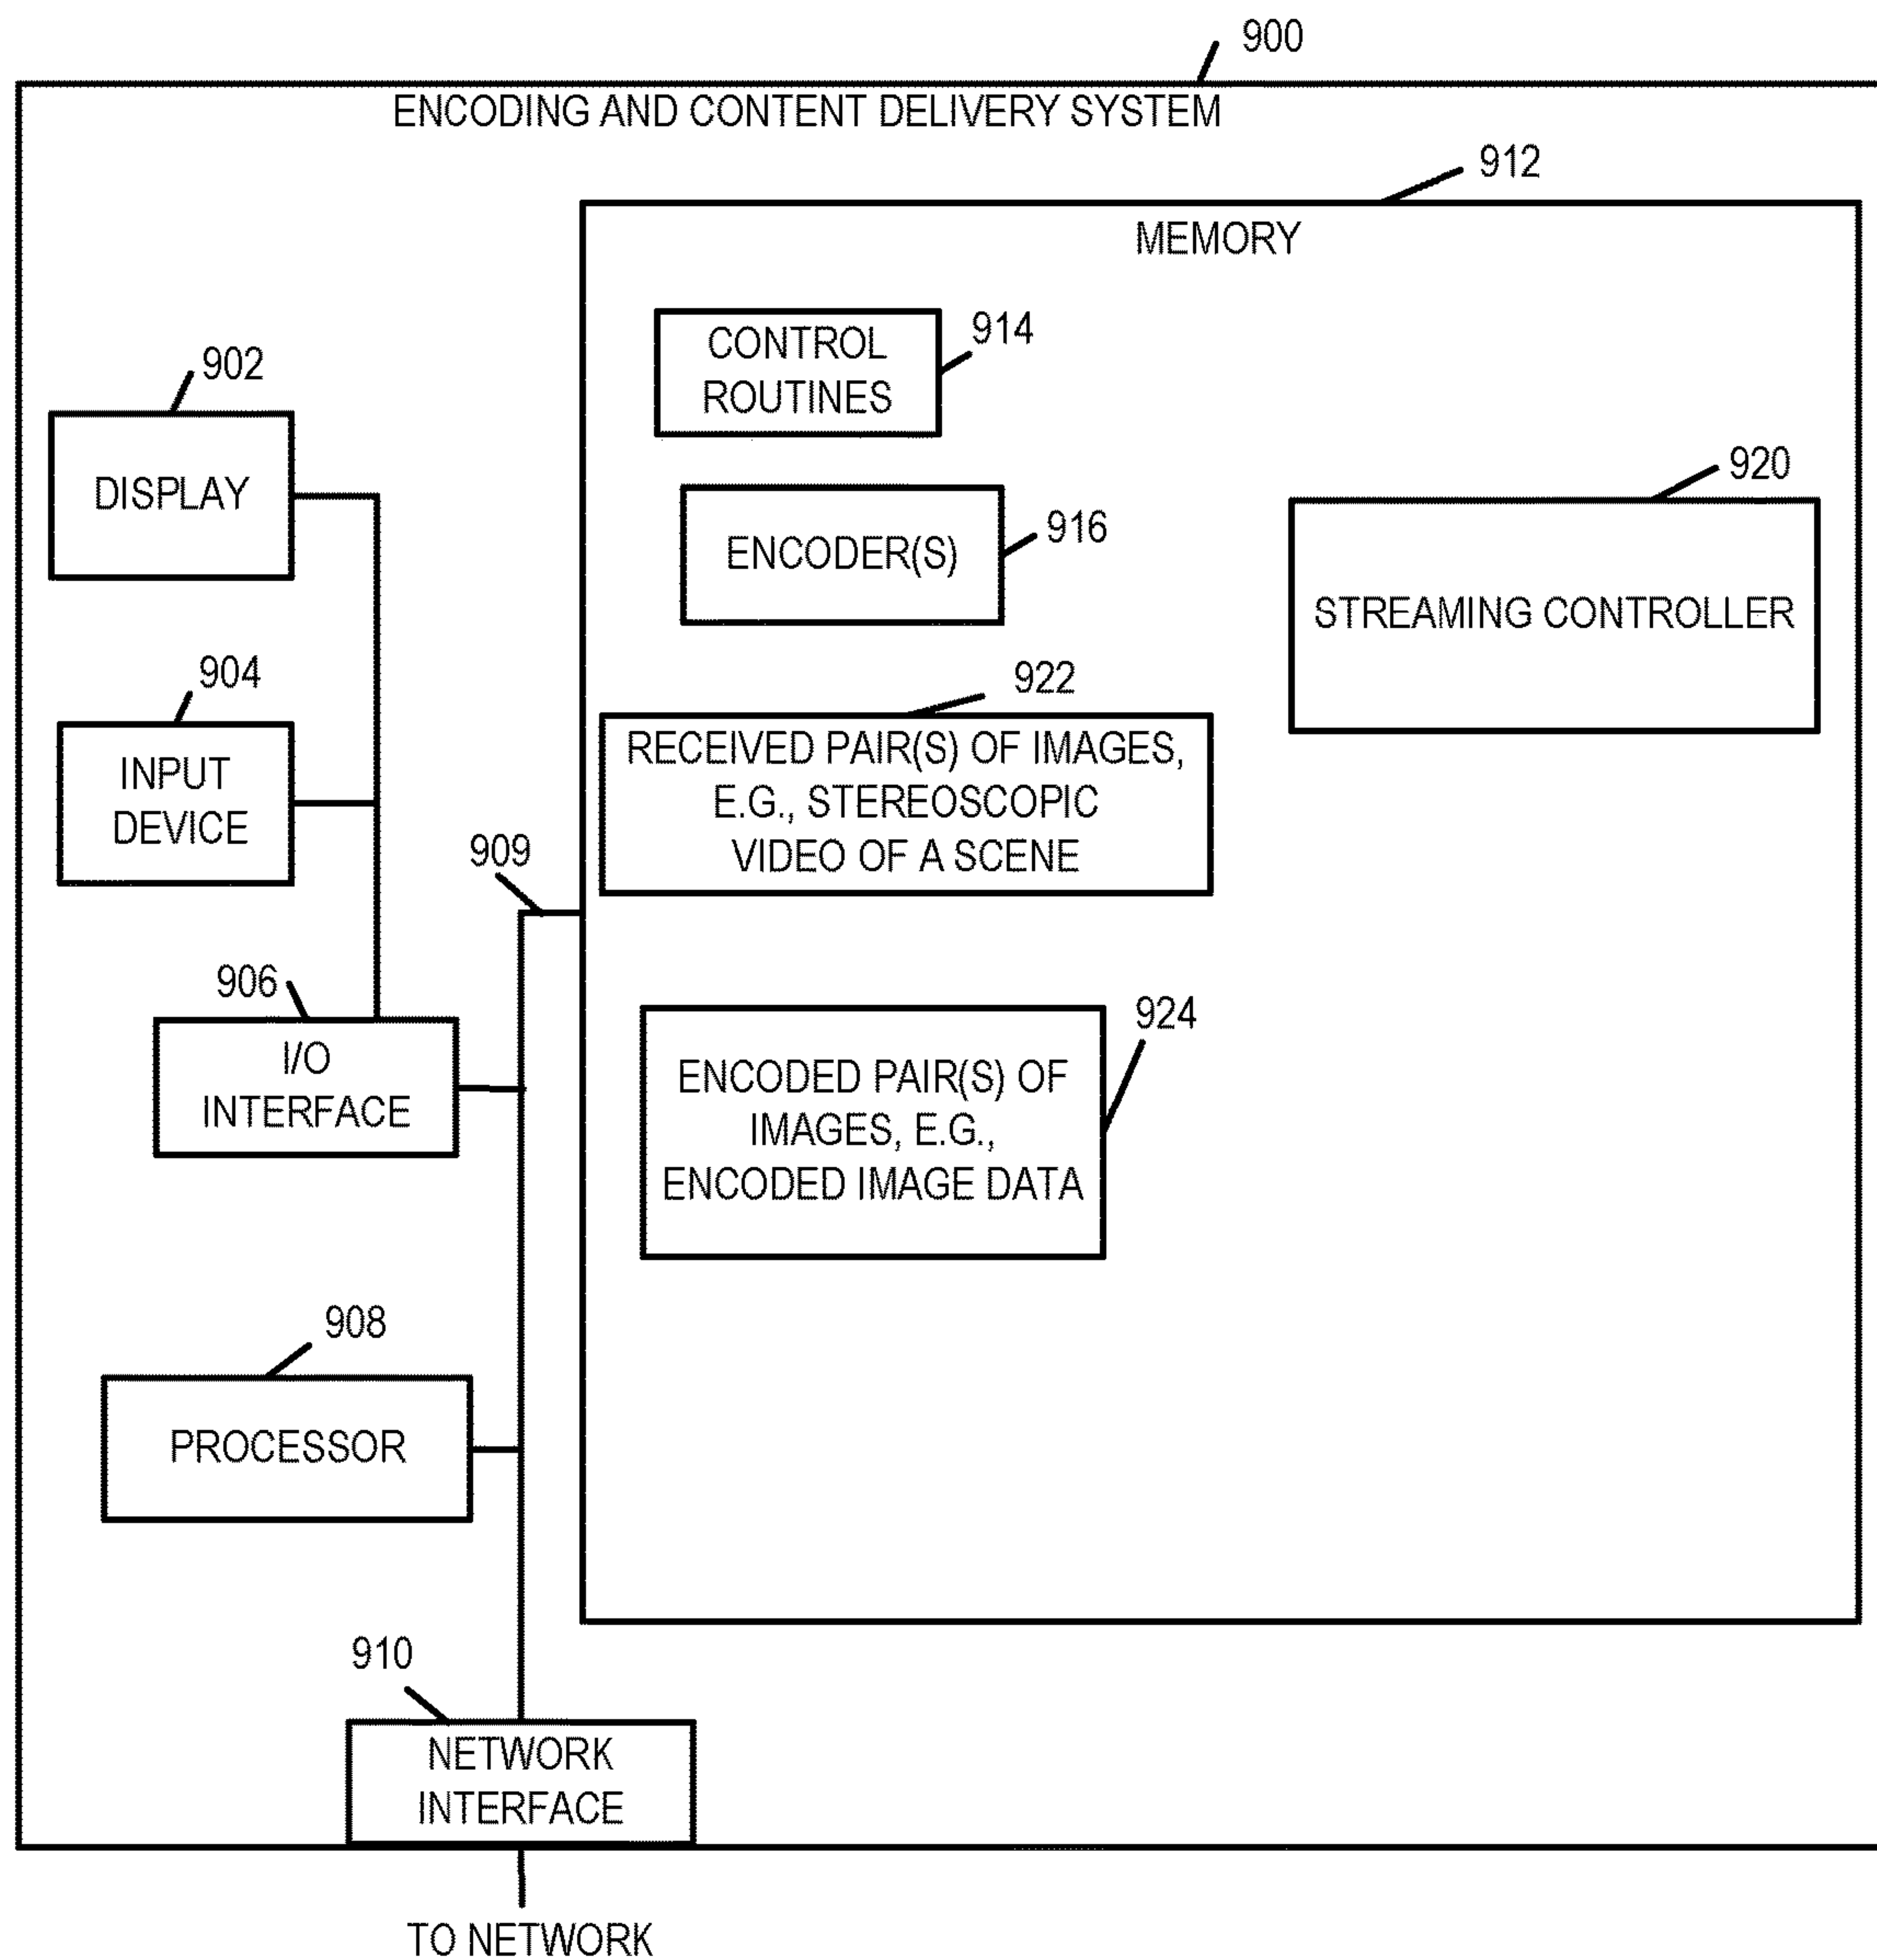 900
ENCODING AND CONTENT DELIVERY SYSTEM
912
MEMORY
914
CONTROL
ROUTINES
902
DISPLAY
916
ENCODER(S)
920
STREAMING CONTROLLER
904
INPUT
DEVICE
922
RECEIVED PAIR(S) OF IMAGES,
E.G., STEREOSCOPIC
VIDEO OF A SCENE
909
906
I/O
INTERFACE
924
ENCODED PAIR(S) OF
IMAGES, E.G.,
ENCODED IMAGE DATA
908
PROCESSOR
910
NETWORK
INTERFACE
TO NETWORK